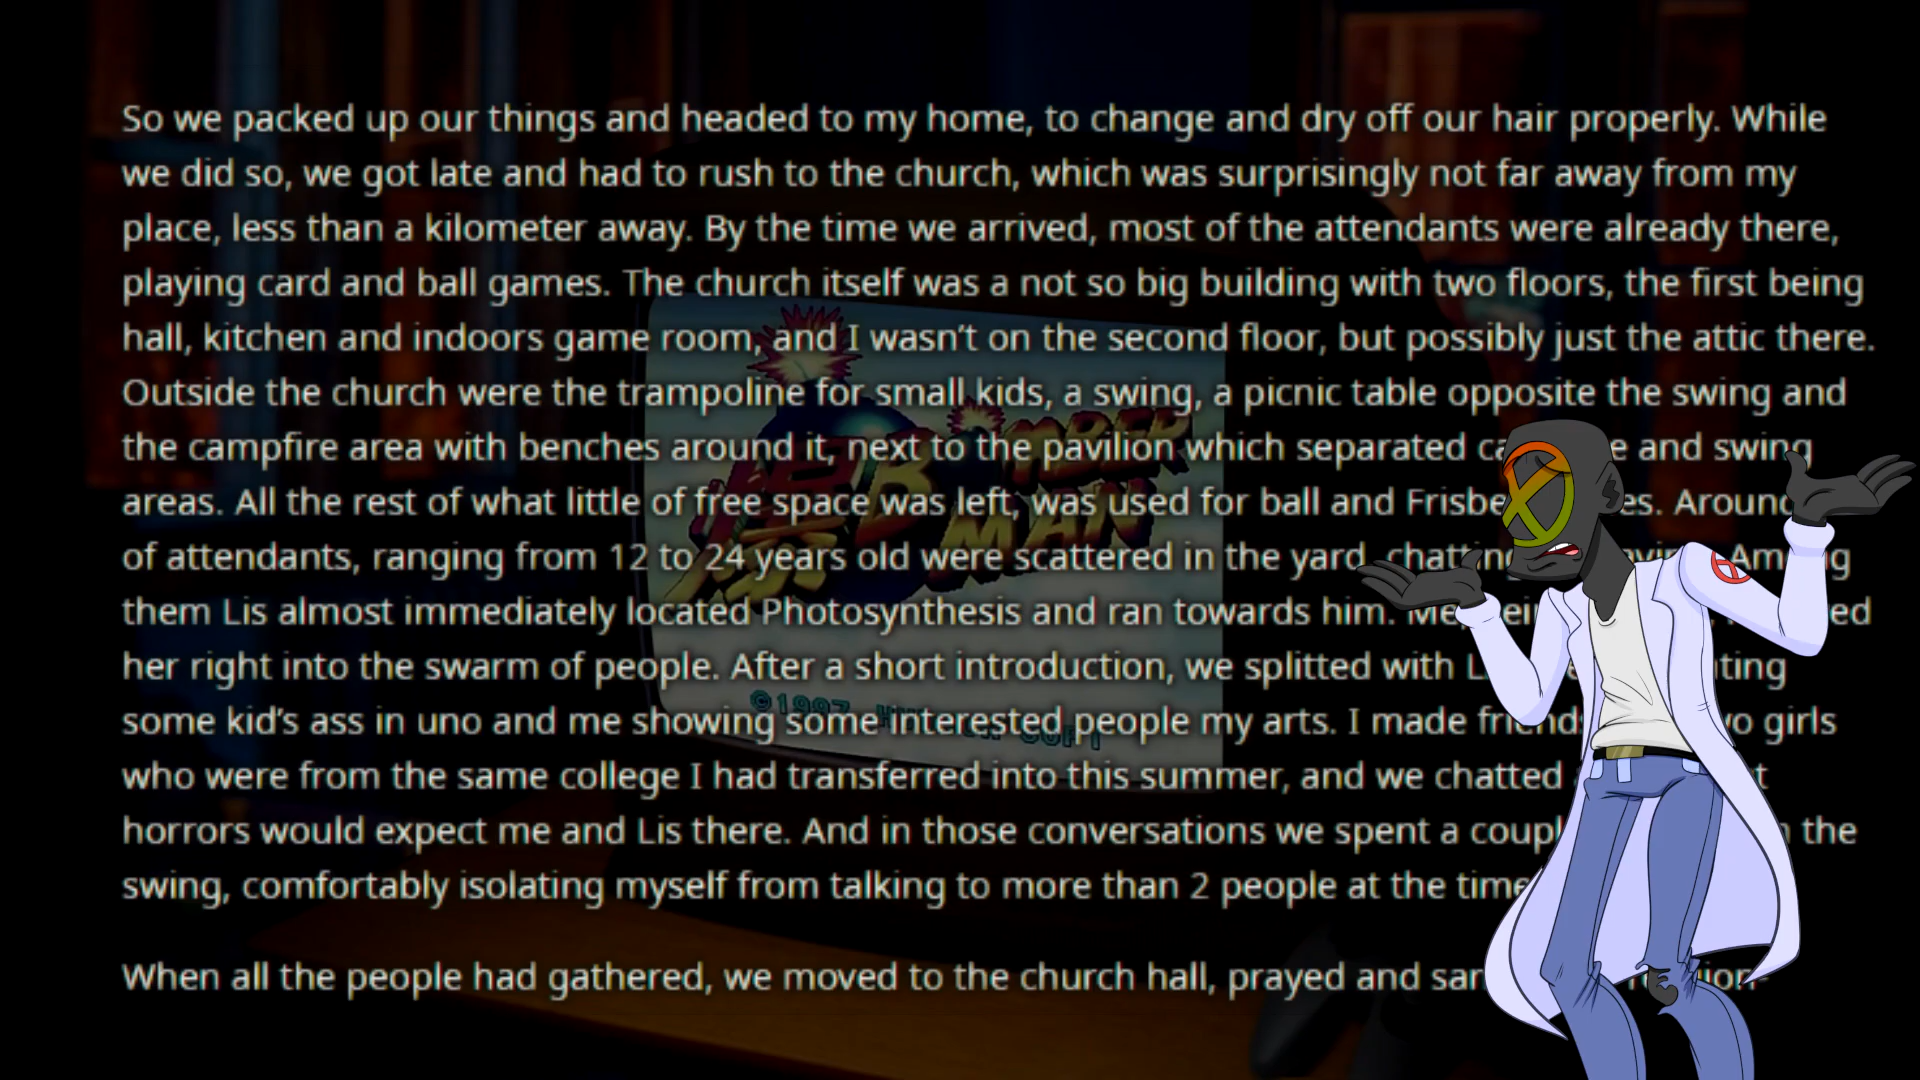 So we packed up our things and headed to my home, to change and dry off our hair properly. While
we did so, we got late and had to rush to the church, which was surprisingly not far away from my
place, less than a kilometer away. By the time we arrived, most of the attendants were already there,
playing card and ball games. The church itself was a not so big building with two floors, the first being
hall, kitchen and indoors game room, and I wasn’t on the second floor, but possibly just the attic there.
Outside the church were the trampoline for small kids, a swing, a picnic table opposite the swing and
the campfire area with benches around it, next to the pavilion which separated and swing
areas. All the rest of what little of free space was left, was used for ball and Around
of attendants, ranging from 12 to 24 years old were scattered in the yard,
them Lis almost immediately located Photosynthesis and ran towards him. Me,
her right into the swarm of people. After a short introduction, we splitted with
some kid’s ass in uno and me showing some interested people my arts. I made girls
who were from the same college I had transferred into this summer, and we chatted
horrors would expect me and Lis there. And in those conversations we spent a the
swing, comfortably isolating myself from talking to more than 2 people at the time
When all the people had gathered, we moved to the church hall, prayed and
爆BOMBER
MAN
©1997